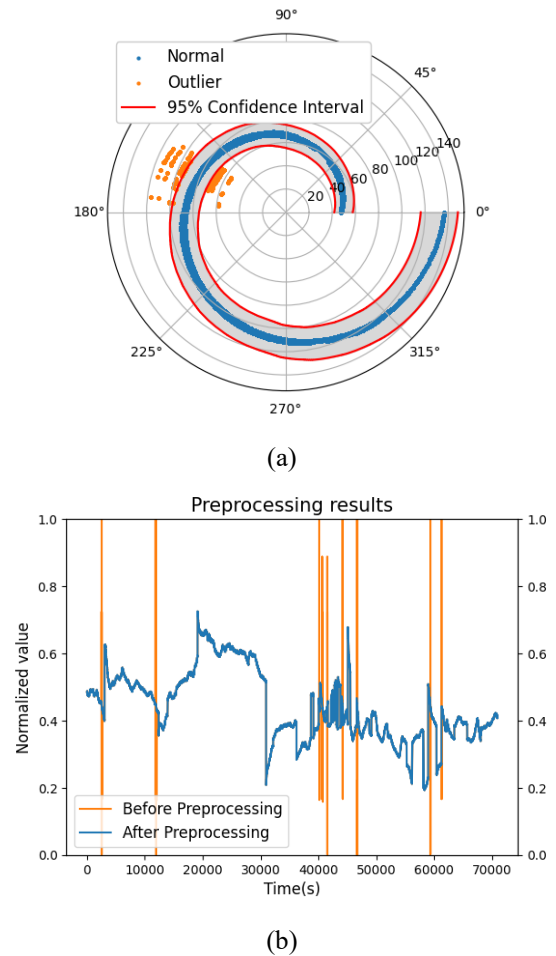 90°
Normal
Outlier
95% Confidence Interval
45°
20 40 60 80 100 120 140
180°
0°
225°
315°
270°
(a)
Preprocessing results
1.0
1.0
0.8
0.8
0.6
0.6
0.4
0.4
0.2
0.2
0.0
0.0
Normalized value
Before Preprocessing
After Preprocessing
0 10000 20000 30000 40000 50000 60000 70000
Time(s)
(b)